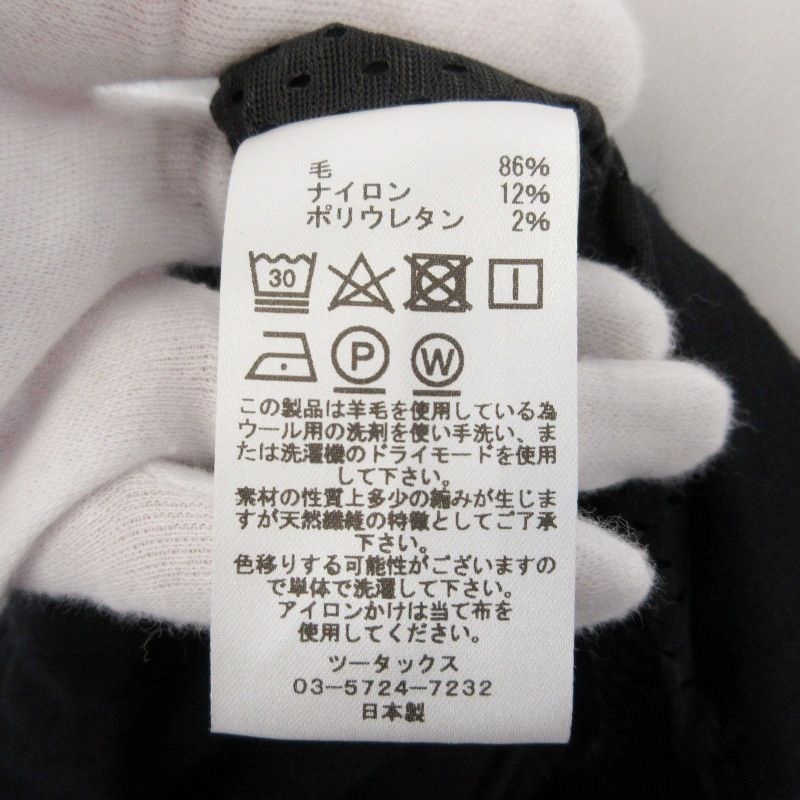 毛 86%
ナイロン 12%
ポリウレタン 2%
30
P W
この製品は羊毛を使用している為
ウール用の洗剤を使い手洗い、ま
たは洗濯機のドライモードを使用
して下さい。
素材の性質上多少の縮みが生じま
すが天然繊維の特徴としてご了承
下さい。
色移りする可能性がございますの
で単体で洗濯して下さい。
アイロンかけは当て布を
使用してください。
ツータックス
03-5724-7232
日本製